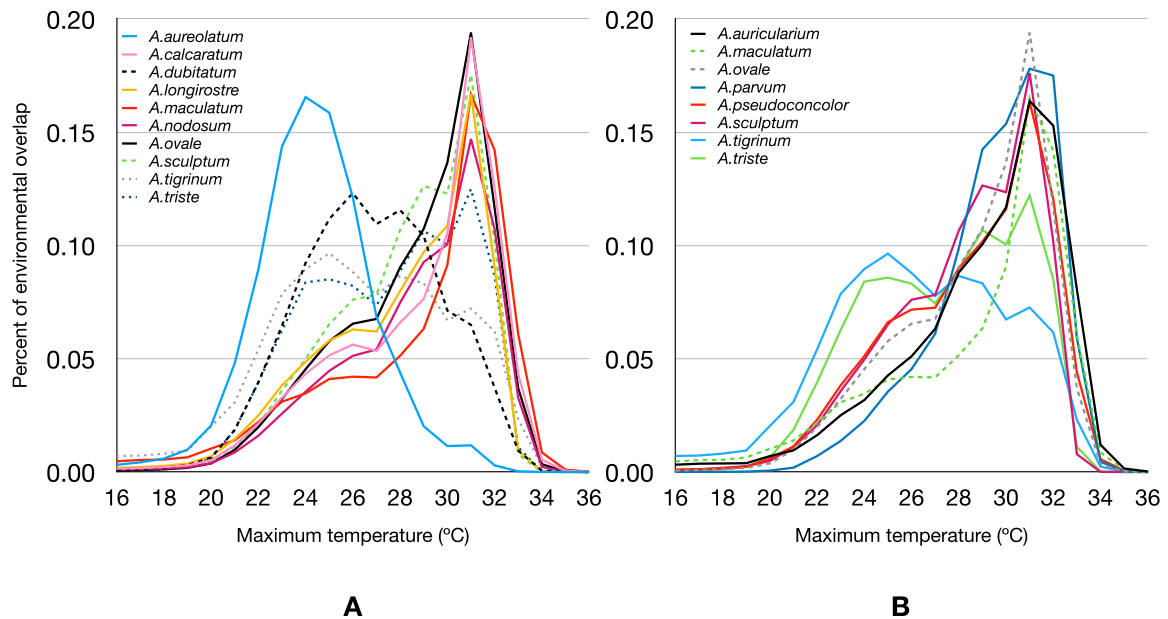 0.20
0.15
0.10
0.05
0.00
Percent of environmental overlap
A.aureolatum
A.calcaratum
A.dubitatum
A.longirostre
A.maculatum
A.nodosum
A.ovale
A.sculptum
A.tigrinum
A.triste
16 18 20 22 24 26 28 30 32 34 36
Maximum temperature (ºC)
A
0.20
0.15
0.10
0.05
0.00
A.auricularium
A.maculatum
A.ovale
A.parvum
A.pseudoconcolor
A.sculptum
A.tigrinum
A.triste
16 18 20 22 24 26 28 30 32 34 36
Maximum temperature (ºC)
B